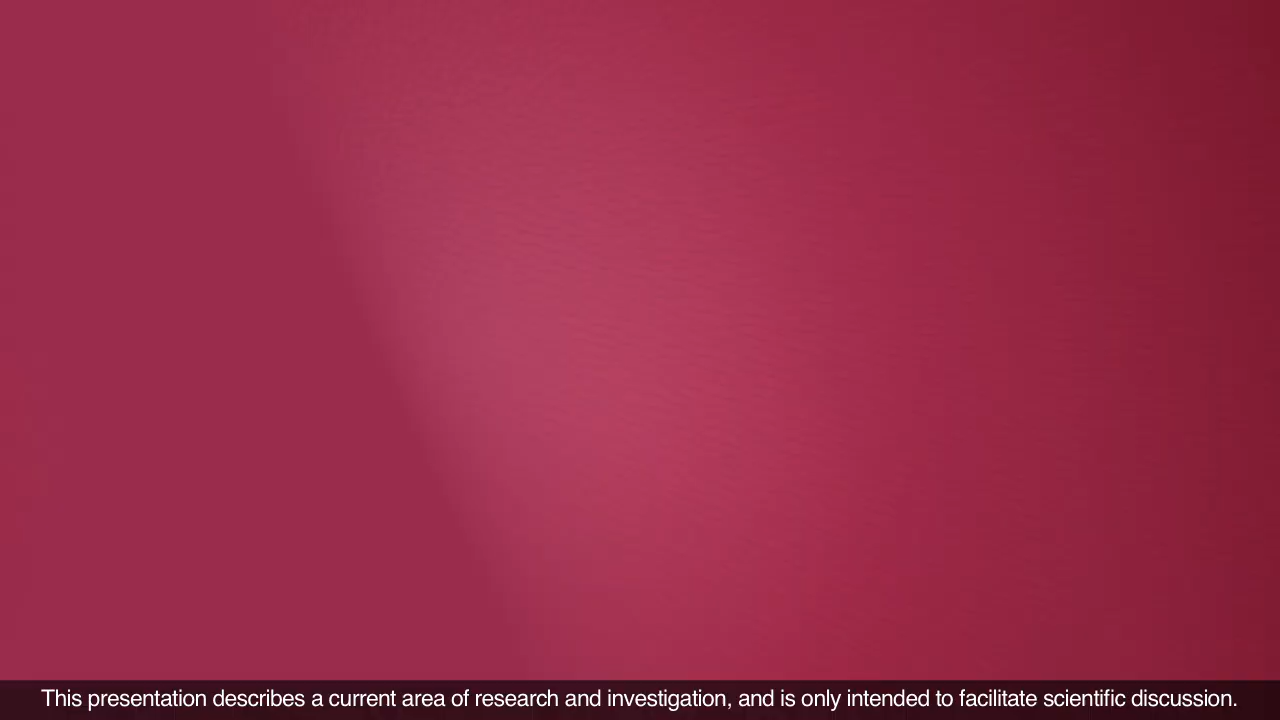 This presentation describes a current area of research and investigation, and is only intended to facilitate scientific discussion.